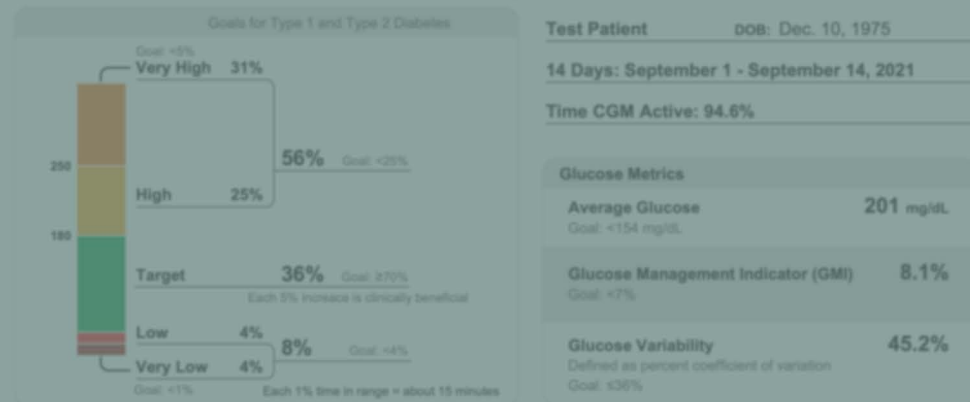 Goals for Type 1 and Type 2 Diabetes
Goal: <5%
Very High 31%
250
56% Goal: <25%
High 25%
180
Target 36% Goal: ≥70%
Each 5% increase is clinically beneficial
Low 4%
8% Goal: <4%
Very Low 4%
Goal: <1%
Each 1% time in range = about 15 minutes
Test Patient DOB: Dec. 10, 1975
14 Days: September 1 - September 14, 2021
Time CGM Active: 94.6%
Glucose Metrics
Average Glucose 201 mg/dL
Goal: <154 mg/dL
Glucose Management Indicator (GMI) 8.1%
Goal: <7%
Glucose Variability 45.2%
Defined as percent coefficient of variation
Goal: ≤36%